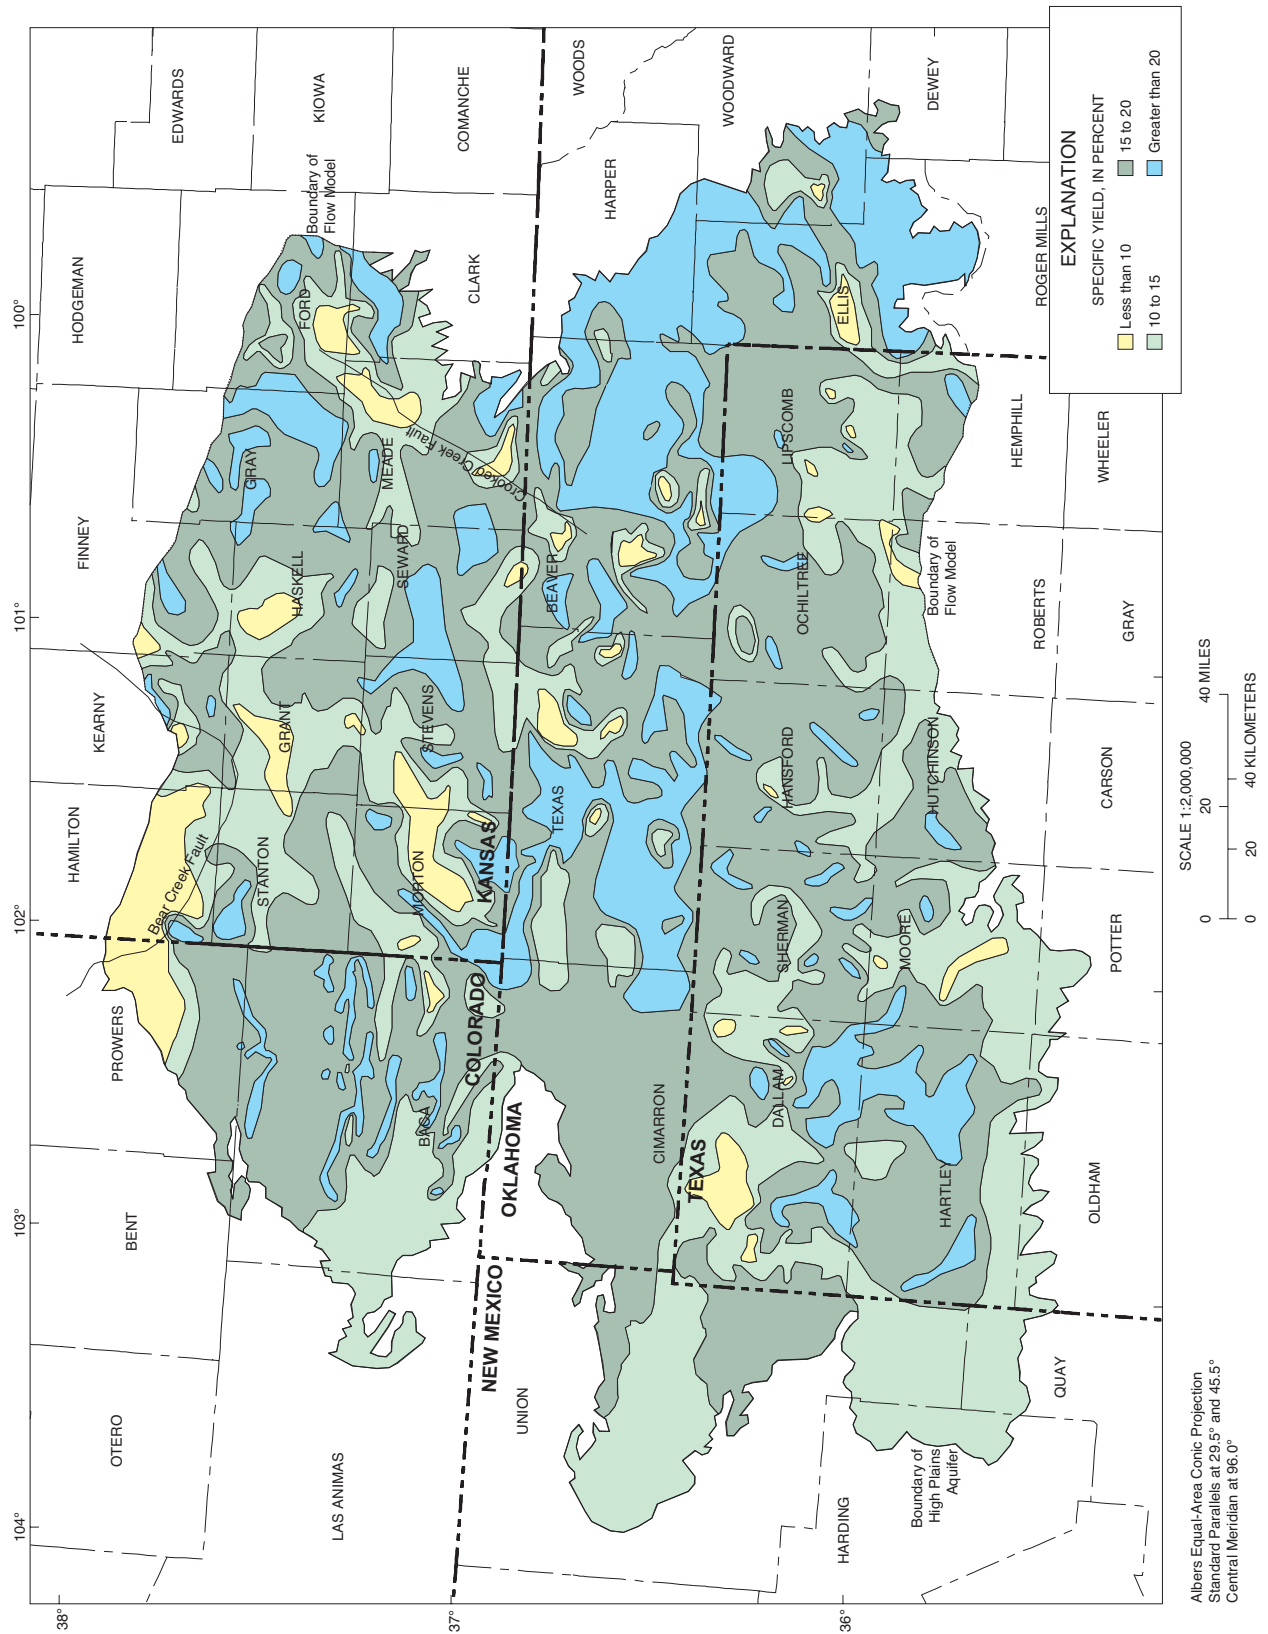 EXPLANATION
SPECIFIC YIELD, IN PERCENT
Less than 10
10 to 15
15 to 20
Greater than 20
104°
103°
102°
101°
100°
38°
37°
36°
OTERO
BENT
PROWERS
HAMILTON
KEARNY
FINNEY
HODGEMAN
EDWARDS
KIOWA
COMANCHE
CLARK
FORD
GRAY
MEADE
HASKELL
SEWARD
GRANT
STEVENS
STANTON
MORTON
BACA
LAS ANIMAS
Boundary of
Flow Model
Bear Creek Fault
Crooked Creek Fault
COLORADO
KANSAS
NEW MEXICO
OKLAHOMA
TEXAS
UNION
CIMARRON
TEXAS
BEAVER
HARPER
WOODS
WOODWARD
DEWEY
ELLIS
ROGER MILLS
DALLAM
SHERMAN
HANSFORD
OCHILTREE
LIPSCOMB
HARTLEY
MOORE
HUTCHINSON
Boundary of
Flow Model
ROBERTS
HEMPHILL
HARDING
Boundary of
High Plains
Aquifer
QUAY
OLDHAM
POTTER
CARSON
GRAY
WHEELER
SCALE 1:2,000,000
0 20 40 MILES
0 20 40 KILOMETERS
Albers Equal-Area Conic Projection
Standard Parallels at 29.5° and 45.5°
Central Meridian at 96.0°